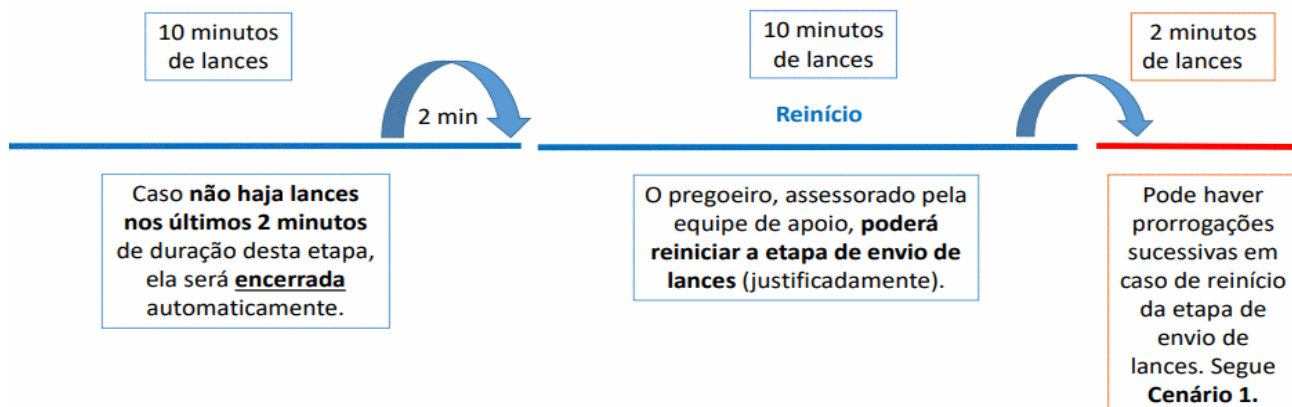 10 minutos
de lances
10 minutos
de lances
2 minutos
de lances
2 min
Reinício
Caso não haja lances
nos últimos 2 minutos
de duração desta etapa,
ela será encerrada
automaticamente.
O pregoeiro, assessorado pela
equipe de apoio, poderá
reiniciar a etapa de envio de
lances (justificadamente).
Pode haver
prorrogações
sucessivas em
caso de reinício
da etapa de
envio de
lances. Segue
Cenário 1.